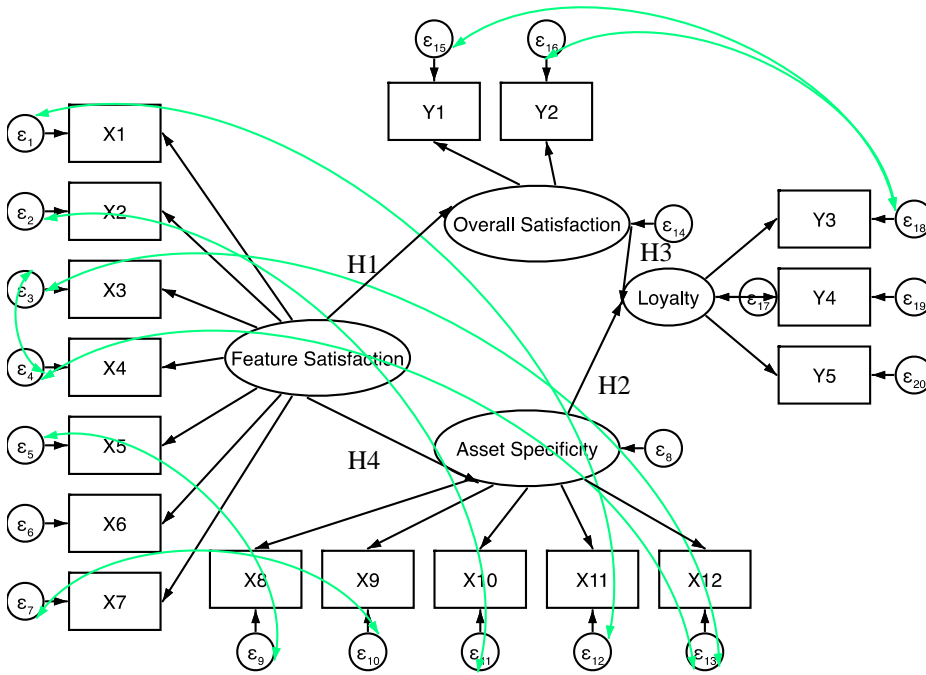 ε15
ε16
Y1
Y2
ε1
X1
ε2
X2
Overall Satisfaction
ε14
Y3
ε18
H1
H3
ε3
X3
Loyalty
ε17
Y4
ε19
ε4
X4
Feature Satisfaction
H2
Y5
ε20
ε5
X5
H4
Asset Specificity
ε8
ε6
X6
X8
X9
X10
X11
X12
ε7
X7
ε9
ε10
ε11
ε12
ε13